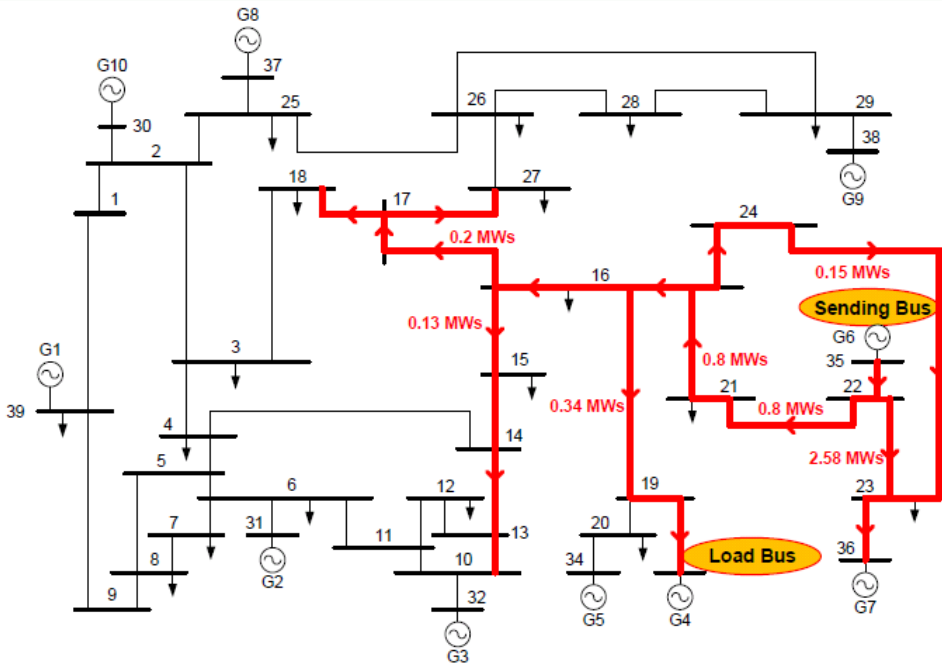 G8
G10
37
25
26
28
29
30
2
38
18
17
27
24
1
G9
0.2 MWs
16
0.15 MWs
Sending Bus
0.13 MWs
G6
G1
3
15
0.8 MWs
35
21
22
39
0.34 MWs
0.8 MWs
4
14
5
2.58 MWs
6
12
19
23
7
31
13
20
11
8
10
34
Load Bus
36
G2
9
32
G5
G4
G7
G3